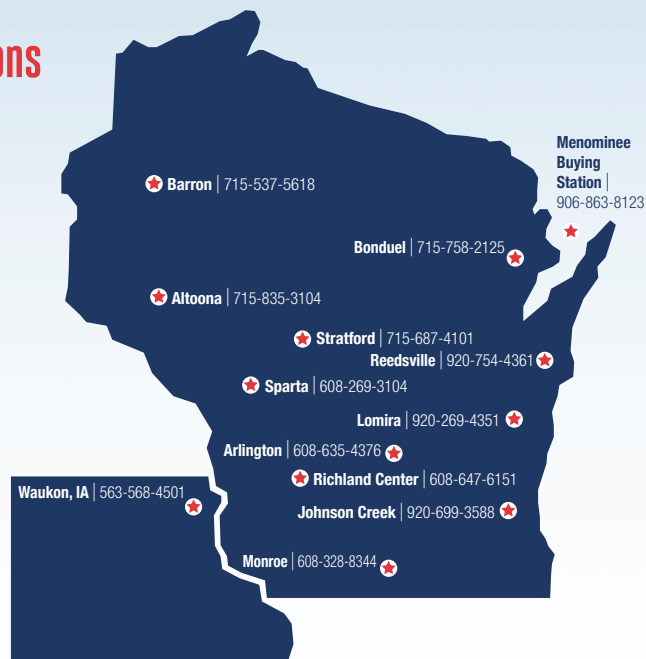 ons
Menominee
Buying
Station |
906-863-8123
Barron | 715-537-5618
Bonduel | 715-758-2125
Altoona | 715-835-3104
Stratford | 715-687-4101
Reedsville | 920-754-4361
Sparta | 608-269-3104
Lomira | 920-269-4351
Arlington | 608-635-4376
Richland Center | 608-647-6151
Waukon, IA | 563-568-4501
Johnson Creek | 920-699-3588
Monroe | 608-328-8344